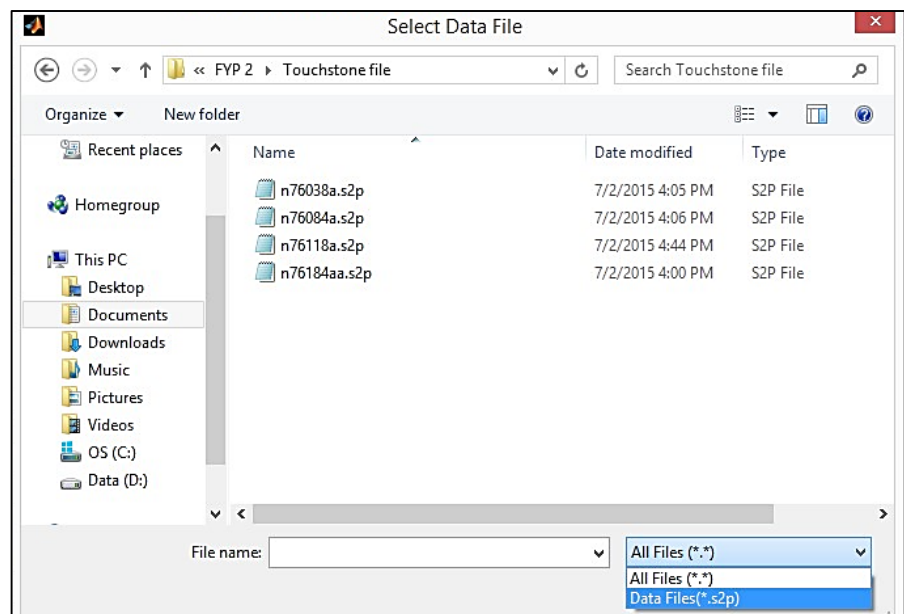 Select Data File
« FYP 2 ▸ Touchstone file
Search Touchstone file
Organize
New folder
Recent places
Homegroup
This PC
Desktop
Documents
Downloads
Music
Pictures
Videos
OS (C:)
Data (D:)
Name Date modified Type
n76038a.s2p 7/2/2015 4:05 PM S2P File
n76084a.s2p 7/2/2015 4:06 PM S2P File
n76118a.s2p 7/2/2015 4:44 PM S2P File
n76184aa.s2p 7/2/2015 4:00 PM S2P File
File name:
All Files (*.*)
All Files (*.*)
Data Files(*.s2p)